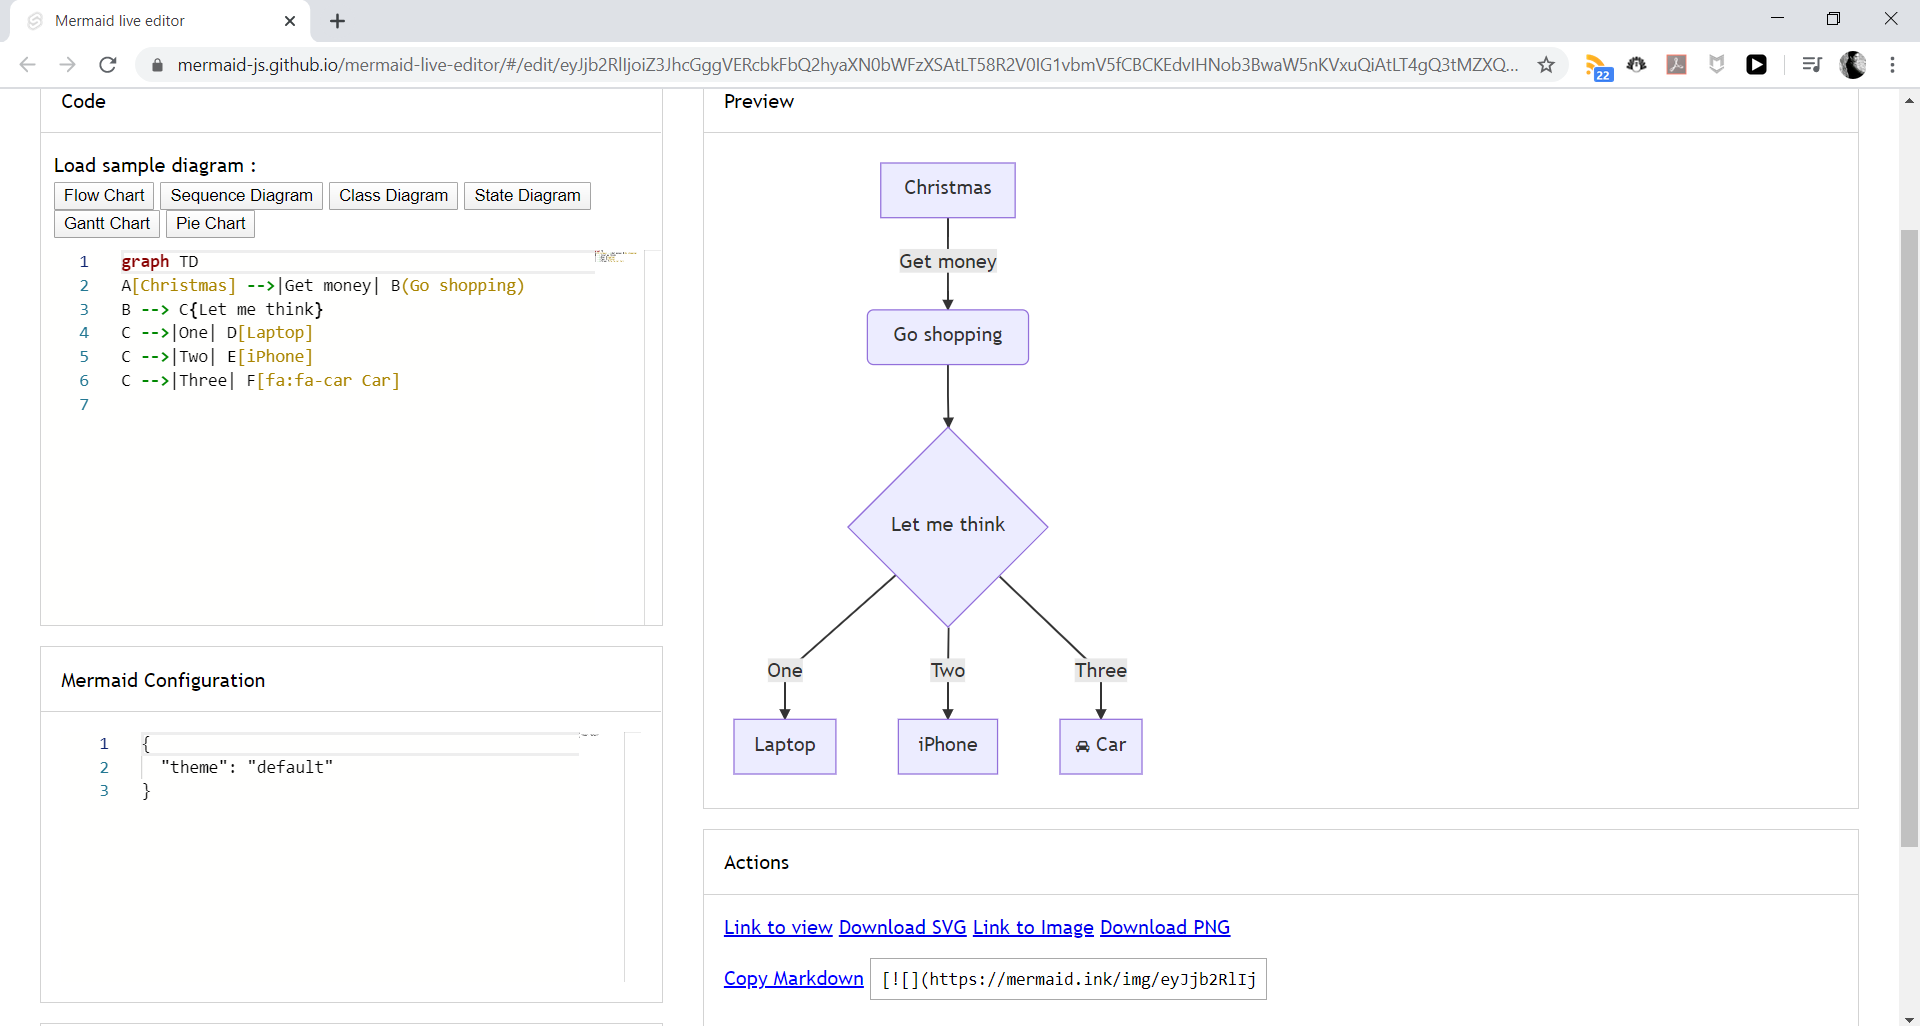 Mermaid live editor
mermaid-js.github.io/mermaid-live-editor/#/edit/eyJjb2RlIjoiZ3JhcGggVERcbkFbQ2hyaXN0bWFzXSAtLT58R2V0IG1vbmV5fCBCKEdvIHNob3BwaW5nKVxuQiAtLT4gQ3tMZXQ...
22
Code
Load sample diagram :
Flow Chart Sequence Diagram Class Diagram State Diagram
Gantt Chart Pie Chart
1 graph TD
2 A[Christmas] -->|Get money| B(Go shopping)
3 B --> C{Let me think}
4 C -->|One| D[Laptop]
5 C -->|Two| E[iPhone]
6 C -->|Three| F[fa:fa-car Car]
7
Mermaid Configuration
1 {
2 "theme": "default"
3 }
Preview
Christmas
Get money
Go shopping
Let me think
One Two Three
Laptop iPhone Car
Actions
Link to view Download SVG Link to Image Download PNG
Copy Markdown [![](https://mermaid.ink/img/eyJjb2RlIj